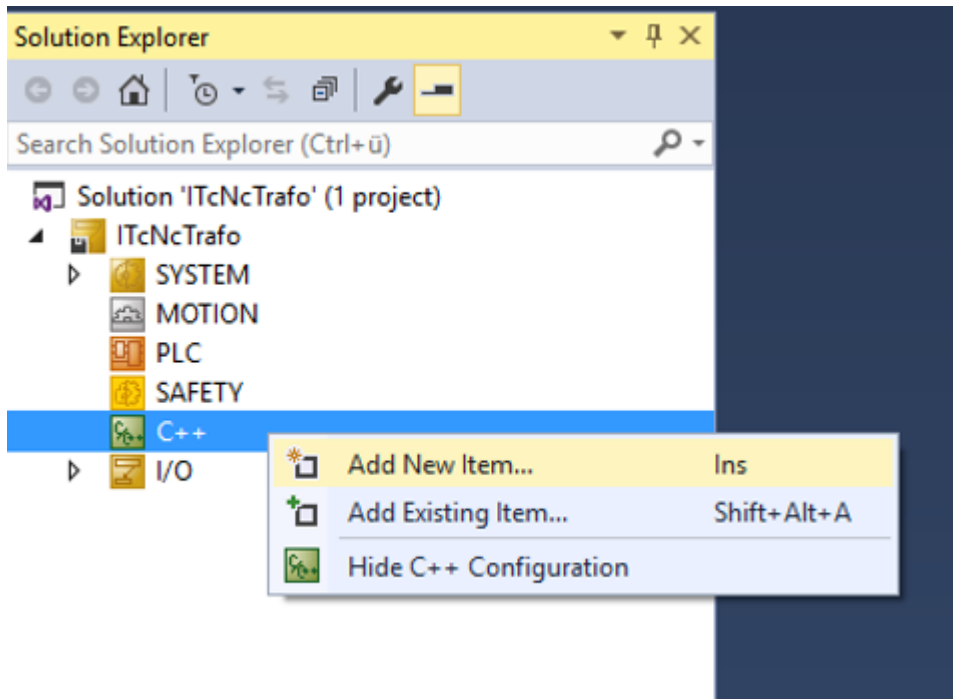 Solution Explorer
Search Solution Explorer (Ctrl+ü)
Solution 'ITcNcTrafo' (1 project)
ITcNcTrafo
SYSTEM
MOTION
PLC
SAFETY
C++
I/O
Add New Item... Ins
Add Existing Item... Shift+Alt+A
Hide C++ Configuration